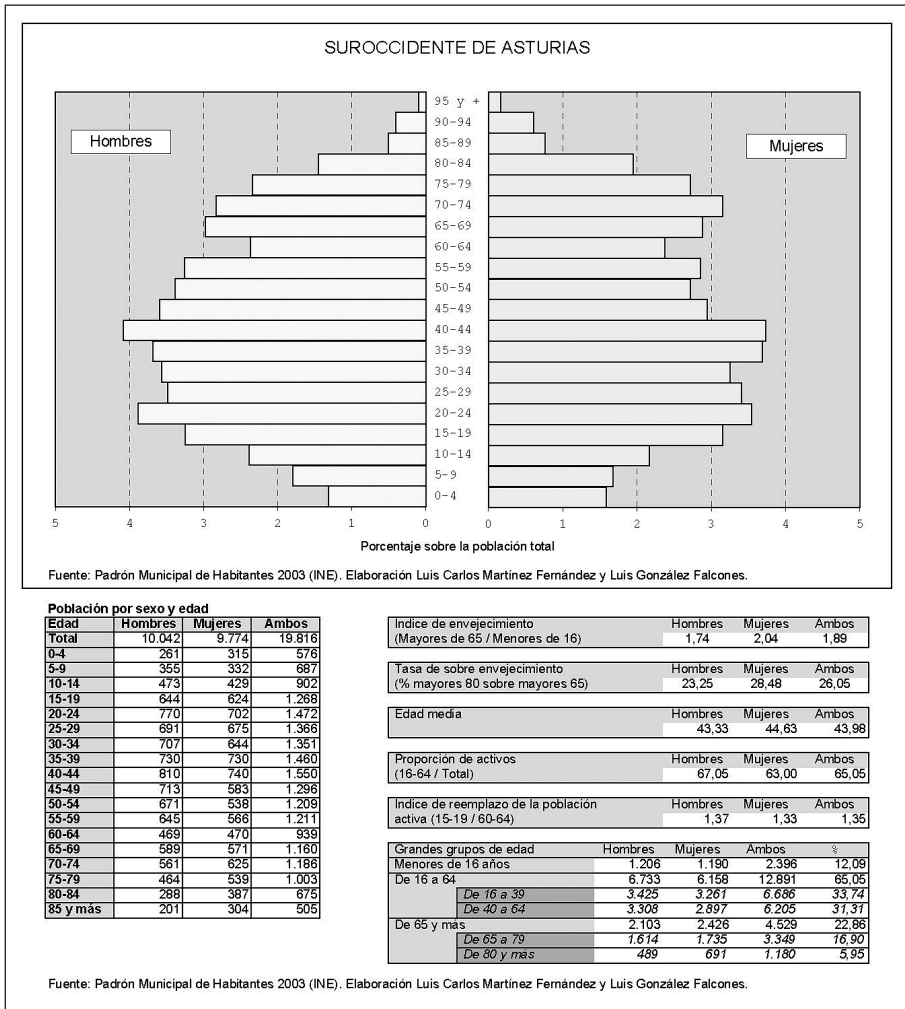 SUROCCIDENTE DE ASTURIAS
Hombres
Mujeres
95 y +
90-94
85-89
80-84
75-79
70-74
65-69
60-64
55-59
50-54
45-49
40-44
35-39
30-34
25-29
20-24
15-19
10-14
5-9
0-4
5 4 3 2 1 0 0 1 2 3 4 5
Porcentaje sobre la población total
Fuente: Padrón Municipal de Habitantes 2003 (INE). Elaboración Luis Carlos Martínez Fernández y Luis González Falcones.
Población por sexo y edad
Edad Hombres Mujeres Ambos
Total 10.042 9.774 19.816
0-4 261 315 576
5-9 355 332 687
10-14 473 429 902
15-19 644 624 1.268
20-24 770 702 1.472
25-29 691 675 1.366
30-34 707 644 1.351
35-39 730 730 1.460
40-44 810 740 1.550
45-49 713 583 1.296
50-54 671 538 1.209
55-59 645 566 1.211
60-64 469 470 939
65-69 589 571 1.160
70-74 561 625 1.186
75-79 464 539 1.003
80-84 288 387 675
85 y más 201 304 505
Indice de envejecimiento Hombres Mujeres Ambos
(Mayores de 65 / Menores de 16) 1,74 2,04 1,89
Tasa de sobre envejecimiento Hombres Mujeres Ambos
(% mayores 80 sobre mayores 65) 23,25 28,48 26,05
Edad media Hombres Mujeres Ambos
43,33 44,63 43,98
Proporción de activos Hombres Mujeres Ambos
(16-64 / Total) 67,05 63,00 65,05
Indice de reemplazo de la población Hombres Mujeres Ambos
activa (15-19 / 60-64) 1,37 1,33 1,35
Grandes grupos de edad Hombres Mujeres Ambos %
Menores de 16 años 1.206 1.190 2.396 12,09
De 16 a 64 6.733 6.158 12.891 65,05
De 16 a 39 3.425 3.261 6.686 33,74
De 40 a 64 3.308 2.897 6.205 31,31
De 65 y más 2.103 2.426 4.529 22,86
De 65 a 79 1.614 1.735 3.349 16,90
De 80 y más 489 691 1.180 5,95
Fuente: Padrón Municipal de Habitantes 2003 (INE). Elaboración Luis Carlos Martínez Fernández y Luis González Falcones.